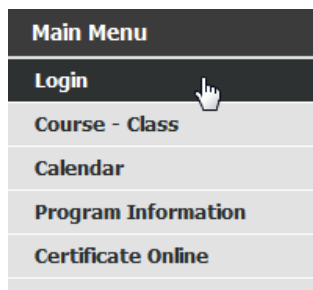 Main Menu
Login
Course - Class
Calendar
Program Information
Certificate Online